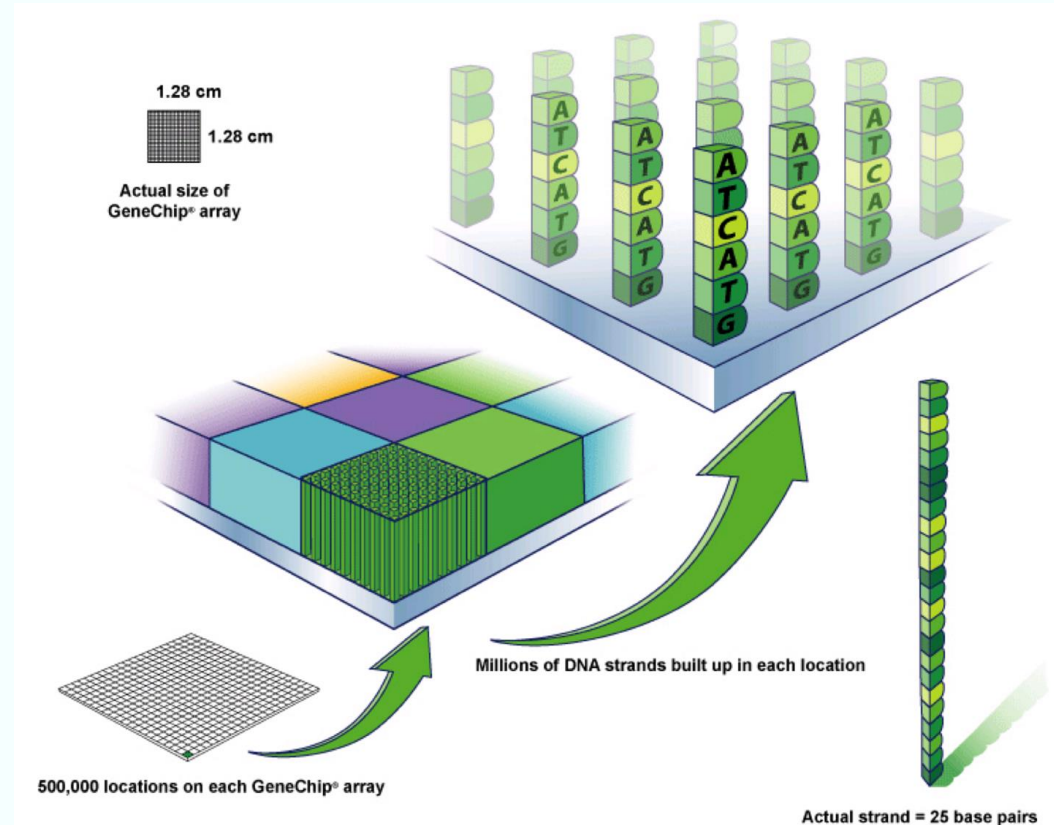 1.28 cm
1.28 cm
Actual size of
GeneChip® array
A
T
C
A
T
G
A
T
C
A
T
G
A
T
C
A
T
G
A
T
C
A
T
G
A
T
C
A
T
G
Millions of DNA strands built up in each location
500,000 locations on each GeneChip® array
Actual strand = 25 base pairs